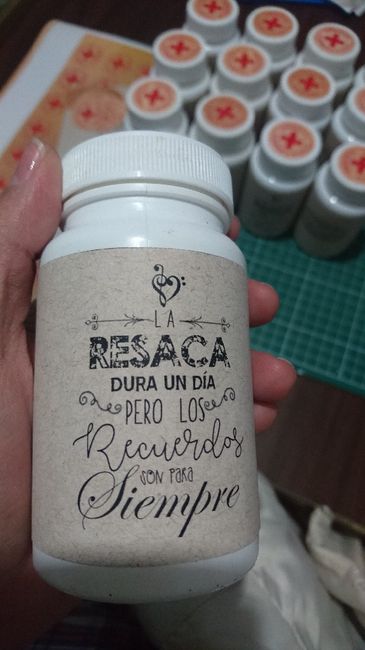 LA
RESACA
DURA UN DÍA
PERO LOS
Recuerdos
SON PARA
Siempre